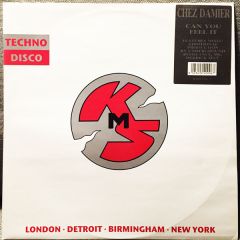 TECHNO
DISCO
CHEZ DAMIER
CAN YOU
FEEL IT
KMS
LONDON · DETROIT · BIRMINGHAM · NEW YORK